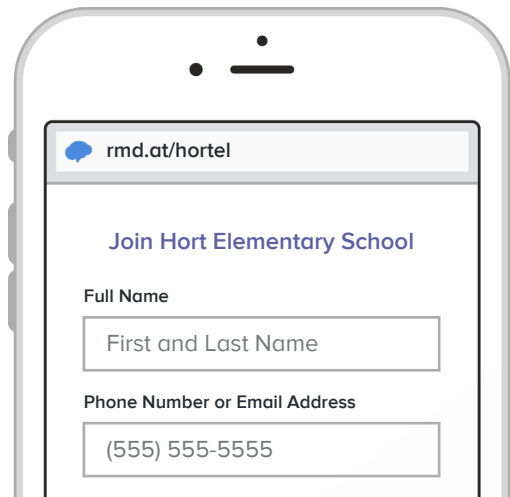 rmd.at/hortel
Join Hort Elementary School
Full Name
First and Last Name
Phone Number or Email Address
(555) 555-5555